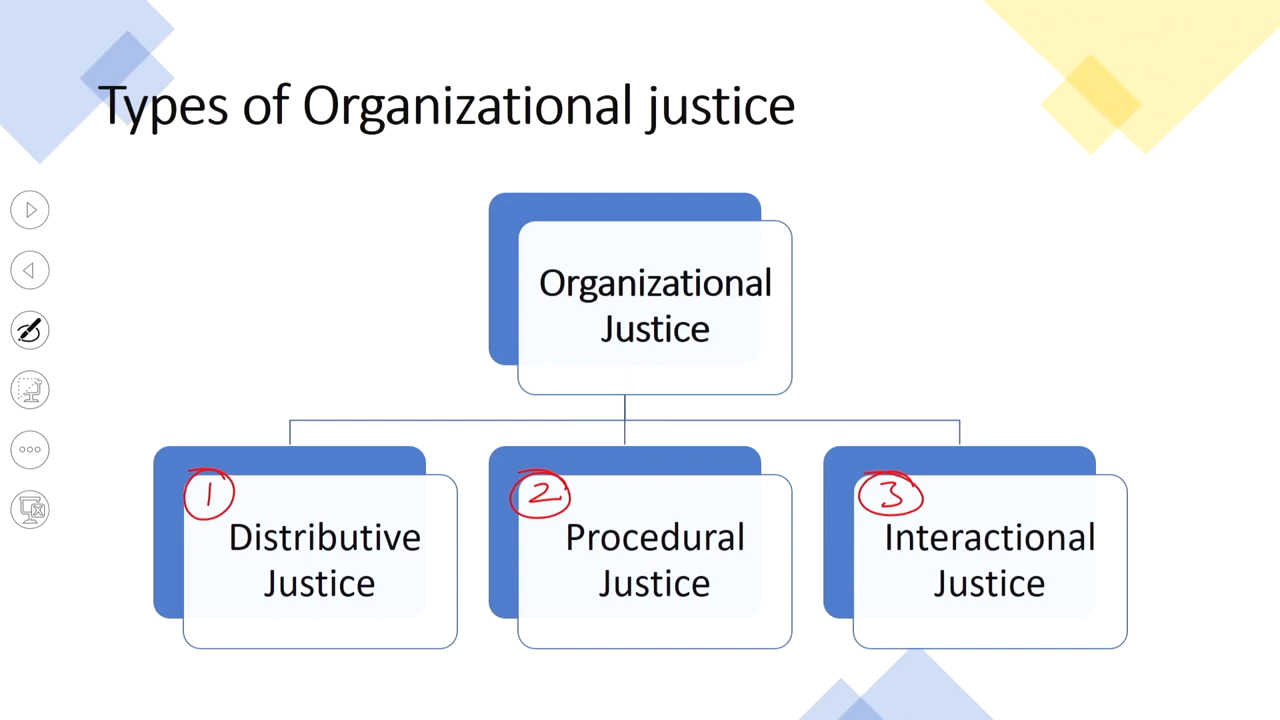 Types of Organizational justice
Organizational
Justice
1
Distributive
Justice
2
Procedural
Justice
3
Interactional
Justice